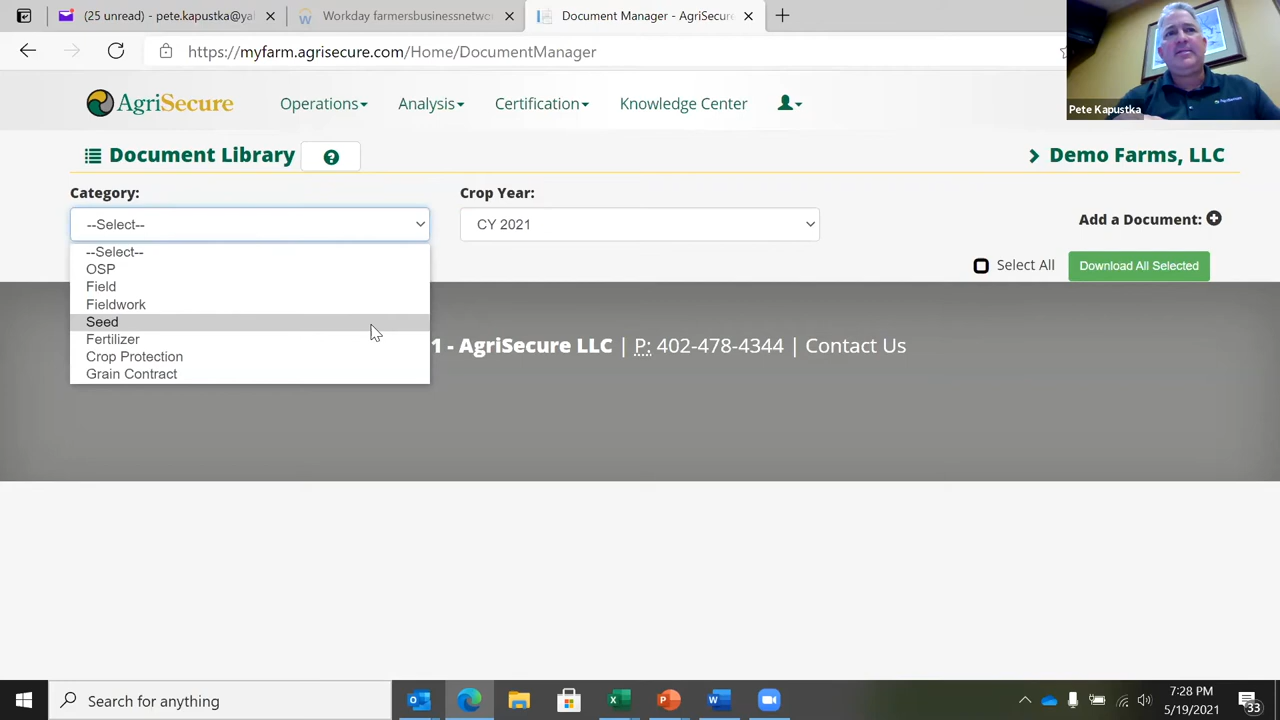 (25 unread) - pete.kapustka@ya
Workday farmersbusinessnetwor
Document Manager - AgriSecure
https://myfarm.agrisecure.com/Home/DocumentManager
Pete Kapustka
AgriSecure
Operations
Analysis
Certification
Knowledge Center
Document Library
Demo Farms, LLC
Category:
Crop Year:
--Select--
CY 2021
Add a Document:
--Select--
OSP
Field
Fieldwork
Seed
Fertilizer
Crop Protection
Grain Contract
Select All
Download All Selected
1 - AgriSecure LLC | P: 402-478-4344 | Contact Us
Search for anything
7:28 PM
5/19/2021
33